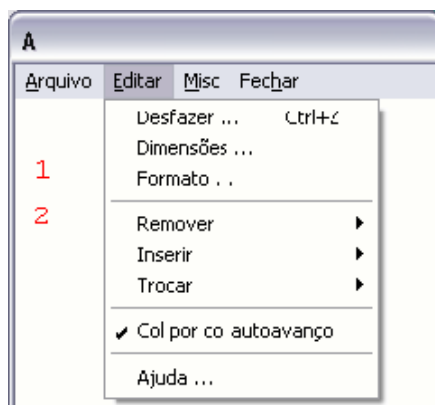 A
Arquivo Editar Misc Fechar
Desfazer ... Ctrl+Z
Dimensões ...
1
Formato . .
2
Remover
Inserir
Trocar
Col por co autoavanço
Ajuda ...